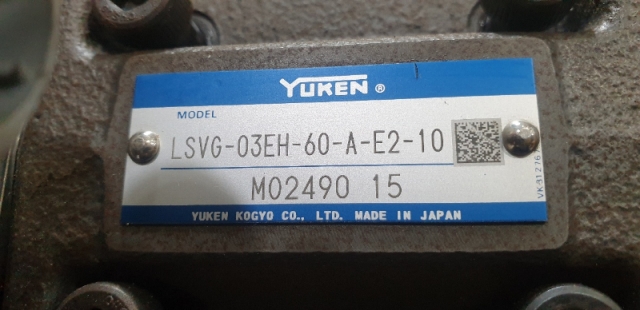 YUKEN ®
MODEL
LSVG-03EH-60-A-E2-10
M02490 15
YUKEN KOGYO CO., LTD. MADE IN JAPAN
VK31276